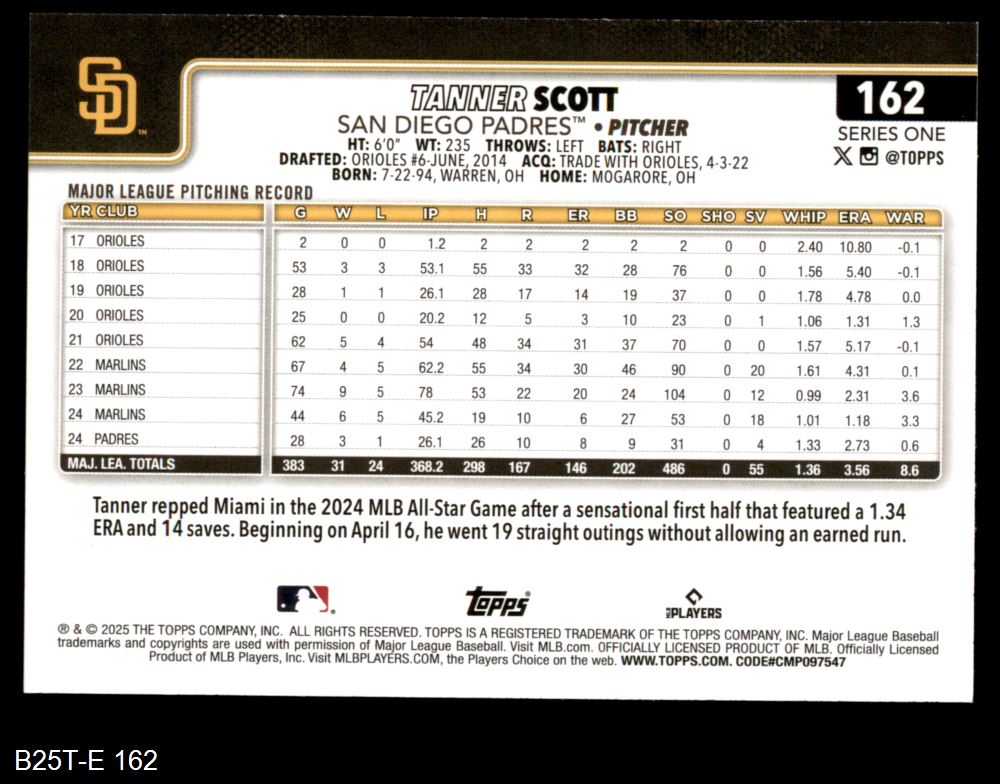 SD™
TANNER SCOTT
162
SAN DIEGO PADRES™ • PITCHER
SERIES ONE
HT: 6'0" WT: 235 THROWS: LEFT BATS: RIGHT
@TOPPS
DRAFTED: ORIOLES #6-JUNE, 2014 ACQ: TRADE WITH ORIOLES, 4-3-22
BORN: 7-22-94, WARREN, OH HOME: MOGARORE, OH
MAJOR LEAGUE PITCHING RECORD
YR CLUB G W L IP H R ER BB SO SHO SV WHIP ERA WAR
17 ORIOLES 2 0 0 1.2 2 2 2 2 2 0 0 2.40 10.80 -0.1
18 ORIOLES 53 3 3 53.1 55 33 32 28 76 0 0 1.56 5.40 -0.1
19 ORIOLES 28 1 1 26.1 28 17 14 19 37 0 0 1.78 4.78 0.0
20 ORIOLES 25 0 0 20.2 12 5 3 10 23 0 1 1.06 1.31 1.3
21 ORIOLES 62 5 4 54 48 34 31 37 70 0 0 1.57 5.17 -0.1
22 MARLINS 67 4 5 62.2 55 34 30 46 90 0 20 1.61 4.31 0.1
23 MARLINS 74 9 5 78 53 22 20 24 104 0 12 0.99 2.31 3.6
24 MARLINS 44 6 5 45.2 19 10 6 27 53 0 18 1.01 1.18 3.3
24 PADRES 28 3 1 26.1 26 10 8 9 31 0 4 1.33 2.73 0.6
MAJ. LEA. TOTALS 383 31 24 368.2 298 167 146 202 486 0 55 1.36 3.56 8.6
Tanner repped Miami in the 2024 MLB All-Star Game after a sensational first half that featured a 1.34
ERA and 14 saves. Beginning on April 16, he went 19 straight outings without allowing an earned run.
Topps® MLB PLAYERS
® & © 2025 THE TOPPS COMPANY, INC. ALL RIGHTS RESERVED. TOPPS IS A REGISTERED TRADEMARK OF THE TOPPS COMPANY, INC. Major League Baseball
trademarks and copyrights are used with permission of Major League Baseball. Visit MLB.com. OFFICIALLY LICENSED PRODUCT OF MLB. Officially Licensed
Product of MLB Players, Inc. Visit MLBPLAYERS.COM, the Players Choice on the web. WWW.TOPPS.COM. CODE#CMP097547
B25T-E 162